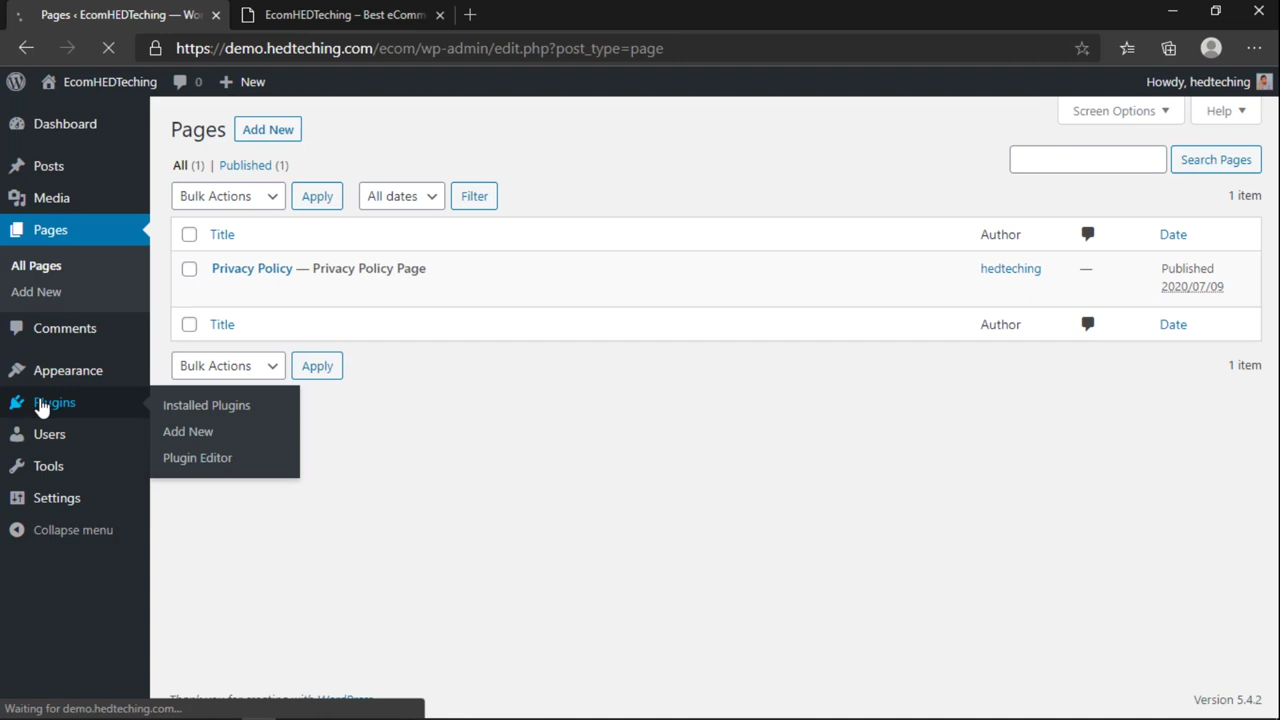 Pages ‹ EcomHEDTeching — Wor
EcomHEDTeching – Best eComm
https://demo.hedteching.com/ecom/wp-admin/edit.php?post_type=page
EcomHEDTeching 0 New
Howdy, hedteching
Dashboard
Posts
Media
Pages
All Pages
Add New
Comments
Appearance
Plugins
Users
Tools
Settings
Collapse menu
Installed Plugins
Add New
Plugin Editor
Screen Options
Help
Pages Add New
All (1) | Published (1)
Search Pages
Bulk Actions Apply All dates Filter
1 item
Title Author Date
Privacy Policy — Privacy Policy Page hedteching — Published
2020/07/09
Title Author Date
Bulk Actions Apply
1 item
Thank you for creating with WordPress
Version 5.4.2
Waiting for demo.hedteching.com...